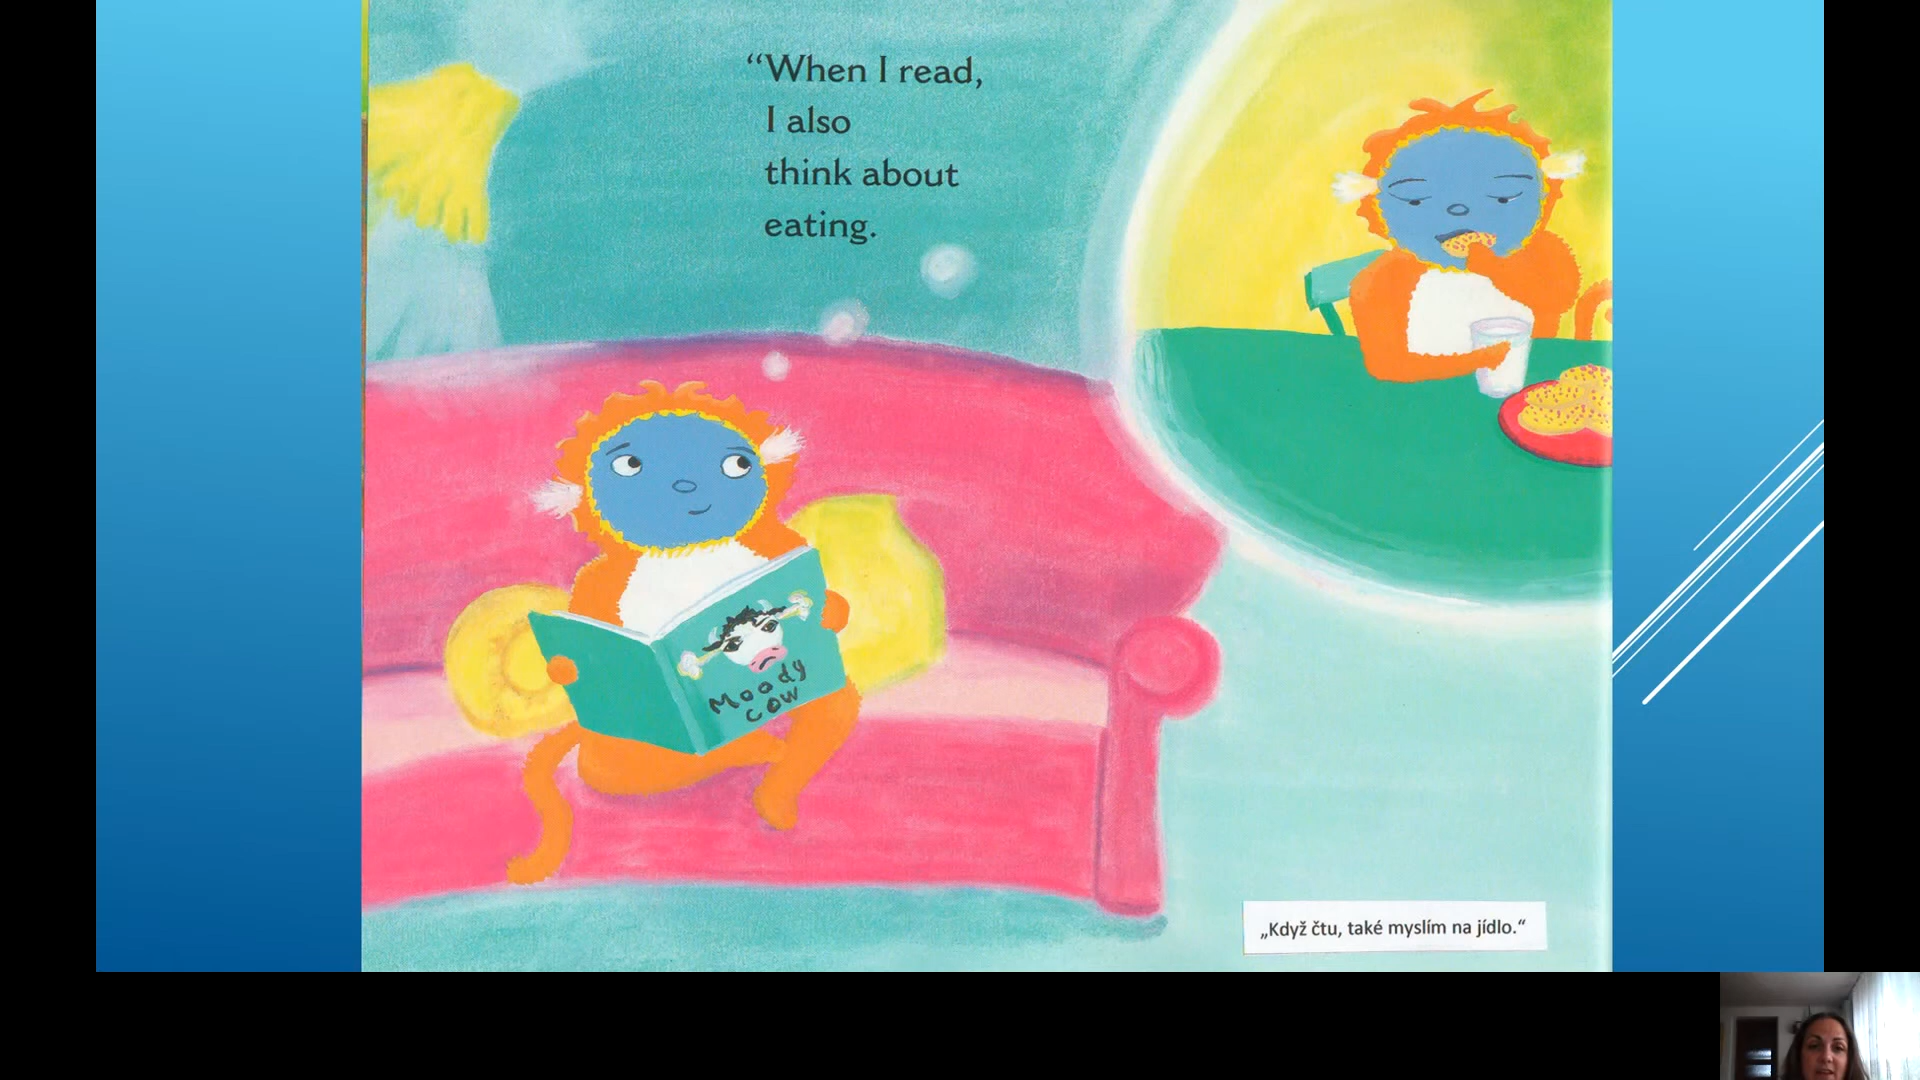 “When I read,
I also
think about
eating.
Moody
COW
„Když čtu, také myslím na jídlo.“